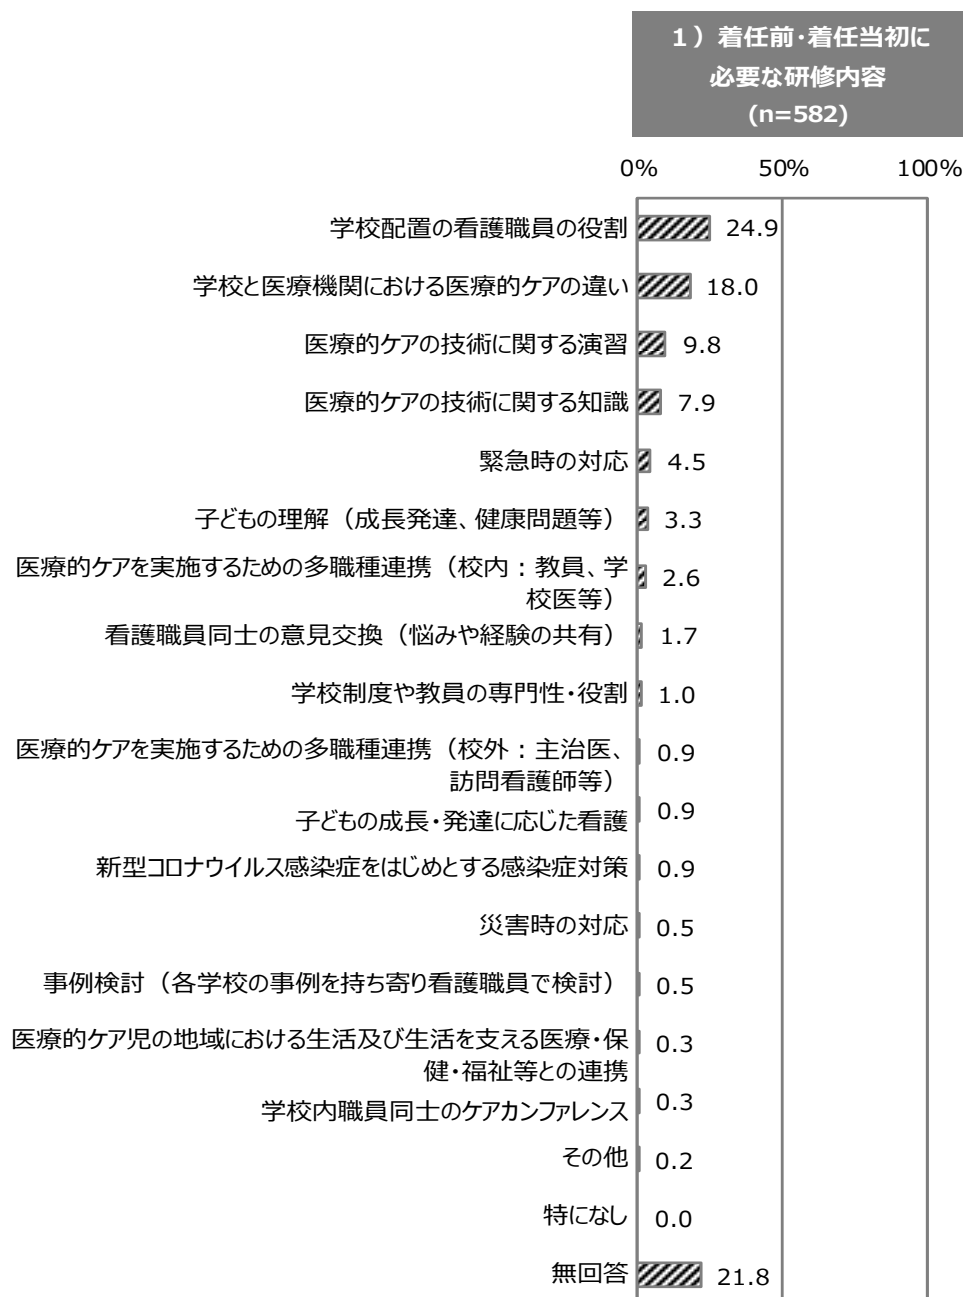 1）着任前・着任当初に
必要な研修内容
(n=582)
0% 50% 100%
学校配置の看護職員の役割 24.9
学校と医療機関における医療的ケアの違い 18.0
医療的ケアの技術に関する演習 9.8
医療的ケアの技術に関する知識 7.9
緊急時の対応 4.5
子どもの理解（成長発達、健康問題等） 3.3
医療的ケアを実施するための多職種連携（校内：教員、学 2.6
校医等）
看護職員同士の意見交換（悩みや経験の共有） 1.7
学校制度や教員の専門性・役割 1.0
医療的ケアを実施するための多職種連携（校外：主治医、 0.9
訪問看護師等）
子どもの成長・発達に応じた看護 0.9
新型コロナウイルス感染症をはじめとする感染症対策 0.9
災害時の対応 0.5
事例検討（各学校の事例を持ち寄り看護職員で検討） 0.5
医療的ケア児の地域における生活及び生活を支える医療・保 0.3
健・福祉等との連携
学校内職員同士のケアカンファレンス 0.3
その他 0.2
特になし 0.0
無回答 21.8